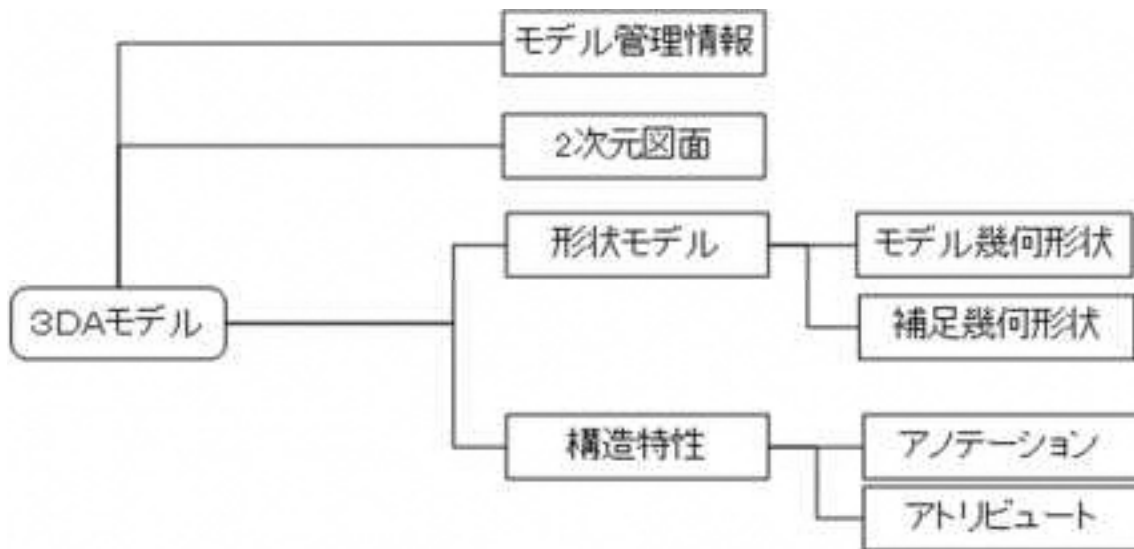 モデル管理情報
2次元図面
形状モデル
モデル幾何形状
3DAモデル
補足幾何形状
構造特性
アノテーション
アトリビュート